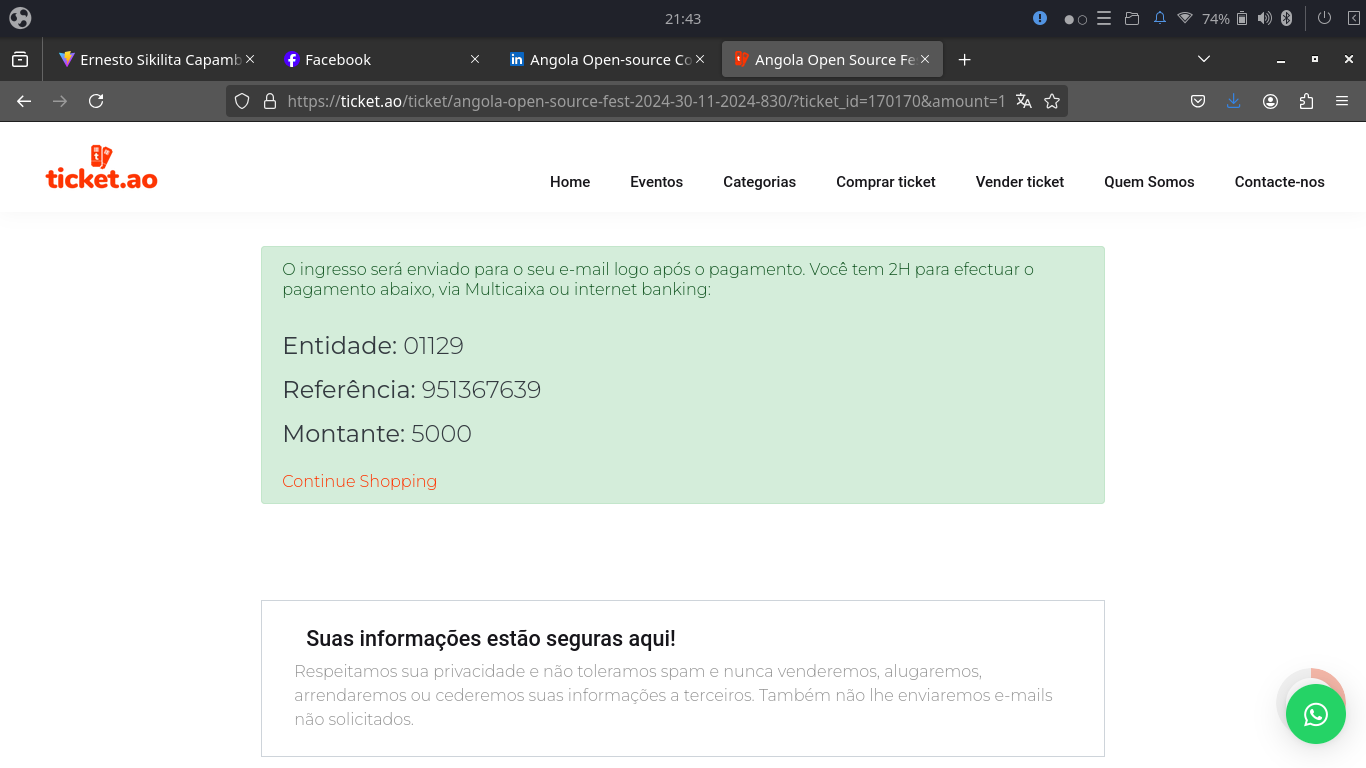 21:43
74%
Ernesto Sikilita Capamb
Facebook
Angola Open-source Co
Angola Open Source Fe
https://ticket.ao/ticket/angola-open-source-fest-2024-30-11-2024-830/?ticket_id=170170&amount=1
ticket.ao
Home
Eventos
Categorias
Comprar ticket
Vender ticket
Quem Somos
Contacte-nos
O ingresso será enviado para o seu e-mail logo após o pagamento. Você tem 2H para efectuar o
pagamento abaixo, via Multicaixa ou internet banking:
Entidade: 01129
Referência: 951367639
Montante: 5000
Continue Shopping
Suas informações estão seguras aqui!
Respeitamos sua privacidade e não toleramos spam e nunca venderemos, alugaremos,
arrendaremos ou cederemos suas informações a terceiros. Também não lhe enviaremos e-mails
não solicitados.